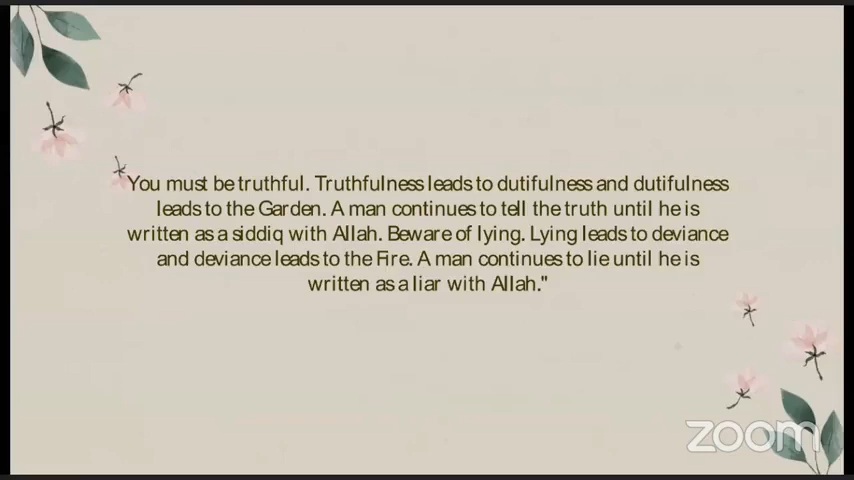 You must be truthful. Truthfulness leads to dutifulness and dutifulness
leads to the Garden. A man continues to tell the truth until he is
written as a siddiq with Allah. Beware of lying. Lying leads to deviance
and deviance leads to the Fire. A man continues to lie until he is
written as a liar with Allah."
zoom